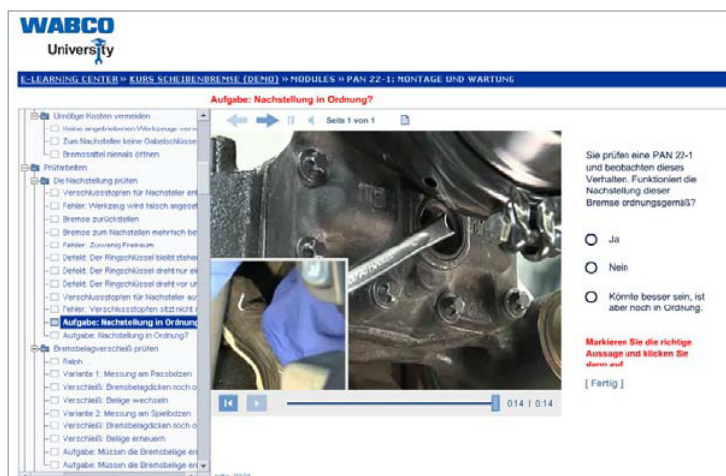 WABCO
University
E-LEARNING CENTER » KURS SCHEIBENBREMSE (DEMO) » MODULES » PAN 22-1: MONTAGE UND WARTUNG
Aufgabe: Nachstellung in Ordnung?
Seite 1 von 1
Unnötige Kosten vermeiden
Keine angetriebenen Werkzeuge verw
Zum Nachstellen keine Gabelschlüsse
Bremssattel niemals öffnen
Prüfarbeiten
Die Nachstellung prüfen
Verschlussstopfen für Nachsteller ent
Fehler: Werkzeug wird falsch angeset
Bremse zurückstellen
Bremse zum Nachstellen mehrfach be
Fehler: Zuwenig Freiraum
Defekt: Der Ringschlüssel bleibt stehe
Defekt: Der Ringschlüssel dreht nur ei
Defekt: Der Ringschlüssel dreht vor un
Verschlussstopfen für Nachsteller au
Fehler: Verschlussstopfen sitzt nicht
Aufgabe: Nachstellung in Ordnung
Aufgabe: Nachstellung in Ordnung?
Bremsbelagverschleiß prüfen
Ralph ...
Variante 1: Messung am Passbolzen
Verschleiß: Bremsbelagdicken noch o
Verschleiß: Beläge wechseln
Variante 2: Messung am Spielbolzen
Verschleiß: Bremsbelagdicken noch o
Verschleiß: Beläge erneuern
Aufgabe: Müssen die Bremsbeläge er
Aufgabe: Müssen die Bremsbeläge er
0:14 | 0:14
Sie prüfen eine PAN 22-1
und beobachten dieses
Verhalten. Funktioniert die
Nachstellung dieser
Bremse ordnungsgemäß?
Ja
Nein
Könnte besser sein, ist
aber noch in Ordnung.
Markieren Sie die richtige
Aussage und klicken Sie
dann auf
[ Fertig ]